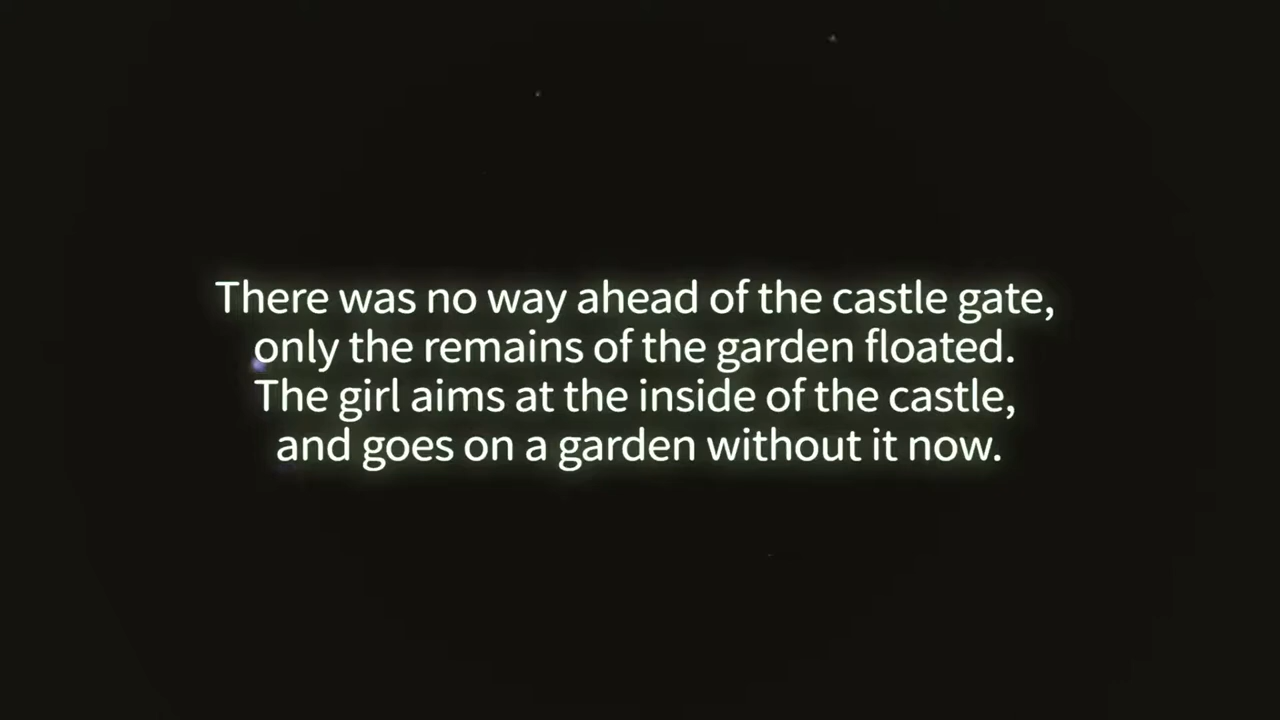 There was no way ahead of the castle gate,
only the remains of the garden floated.
The girl aims at the inside of the castle,
and goes on a garden without it now.